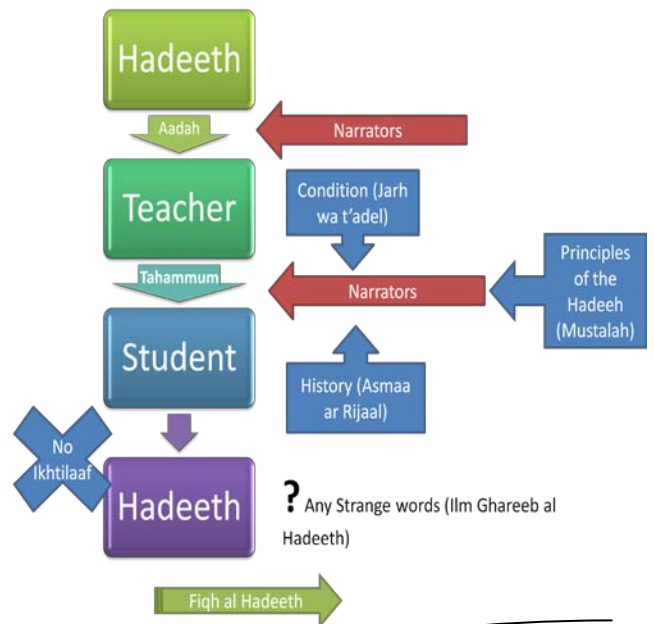 Hadeeth
Aadah
Narrators
Teacher
Condition (Jarh
wa t’adel)
Tahammum
Narrators
Principles
of the
Hadeeh
(Mustalah)
Student
History (Asmaa
ar Rijaal)
No
Ikhtilaaf
Hadeeth
? Any Strange words (Ilm Ghareeb al
Hadeeth)
Fiqh al Hadeeth